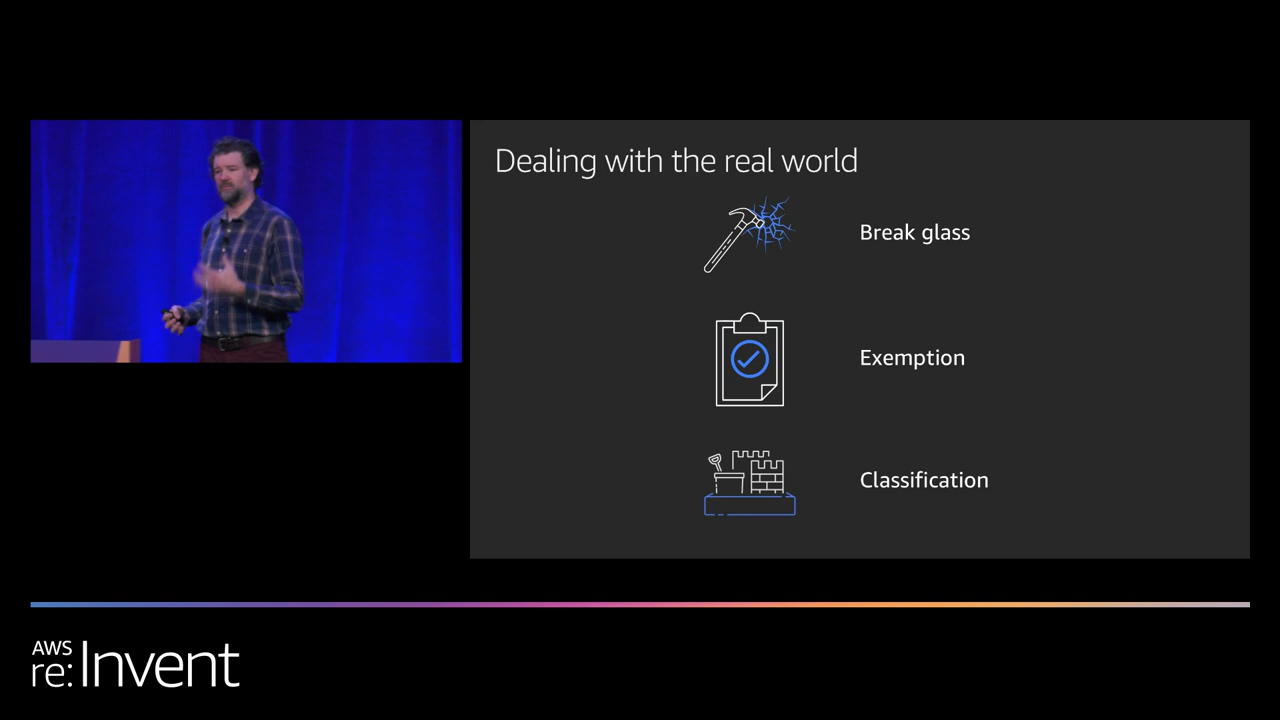 Dealing with the real world
Break glass
Exemption
Classification
AWS
re:Invent